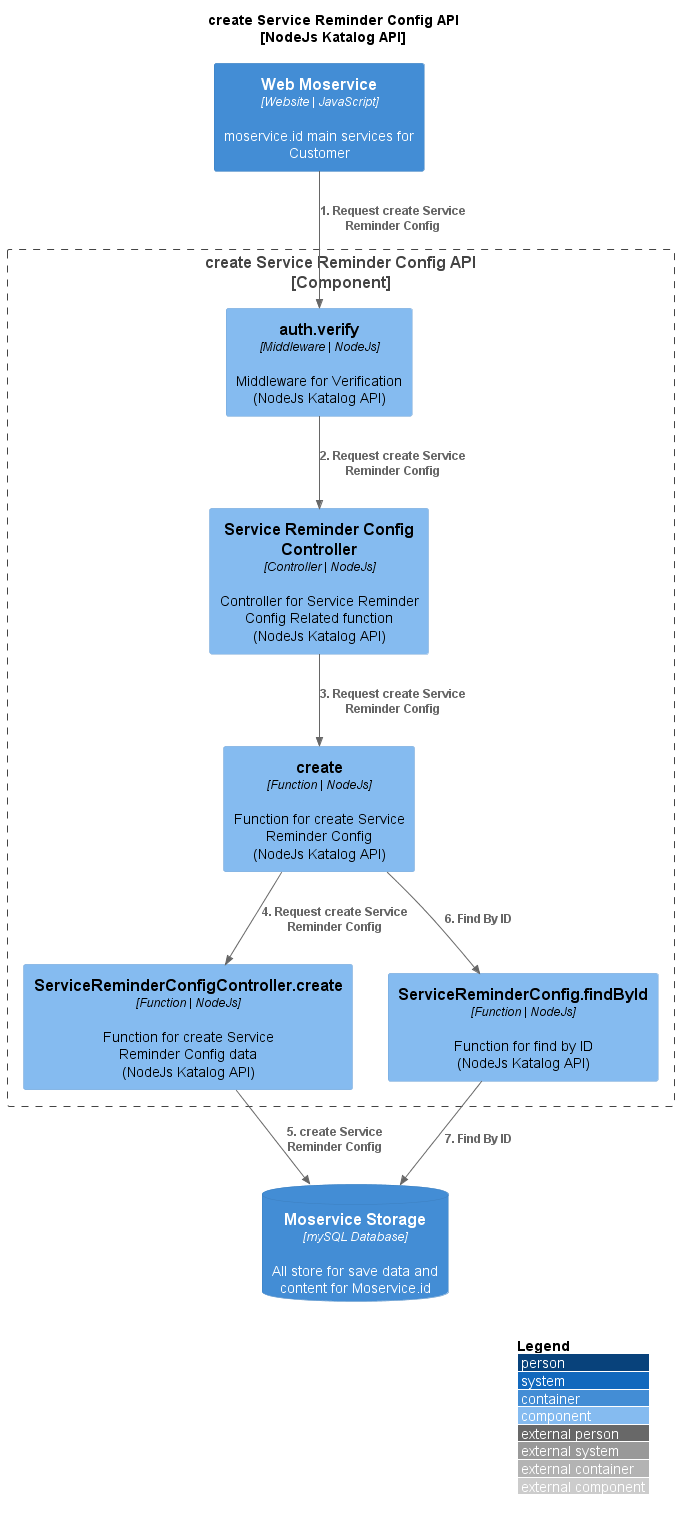 create Service Reminder Config API
[NodeJs Katalog API]
Web Moservice
[Website | JavaScript]
moservice.id main services for
Customer
1. Request create Service
Reminder Config
create Service Reminder Config API
[Component]
auth.verify
[Middleware | NodeJs]
Middleware for Verification
(NodeJs Katalog API)
2. Request create Service
Reminder Config
Service Reminder Config
Controller
[Controller | NodeJs]
Controller for Service Reminder
Config Related function
(NodeJs Katalog API)
3. Request create Service
Reminder Config
create
[Function | NodeJs]
Function for create Service
Reminder Config
(NodeJs Katalog API)
4. Request create Service
Reminder Config
6. Find By ID
ServiceReminderConfigController.create
[Function | NodeJs]
Function for create Service
Reminder Config data
(NodeJs Katalog API)
ServiceReminderConfig.findById
[Function | NodeJs]
Function for find by ID
(NodeJs Katalog API)
5. create Service
Reminder Config
7. Find By ID
Moservice Storage
[mySQL Database]
All store for save data and
content for Moservice.id
Legend
person
system
container
component
external person
external system
external container
external component